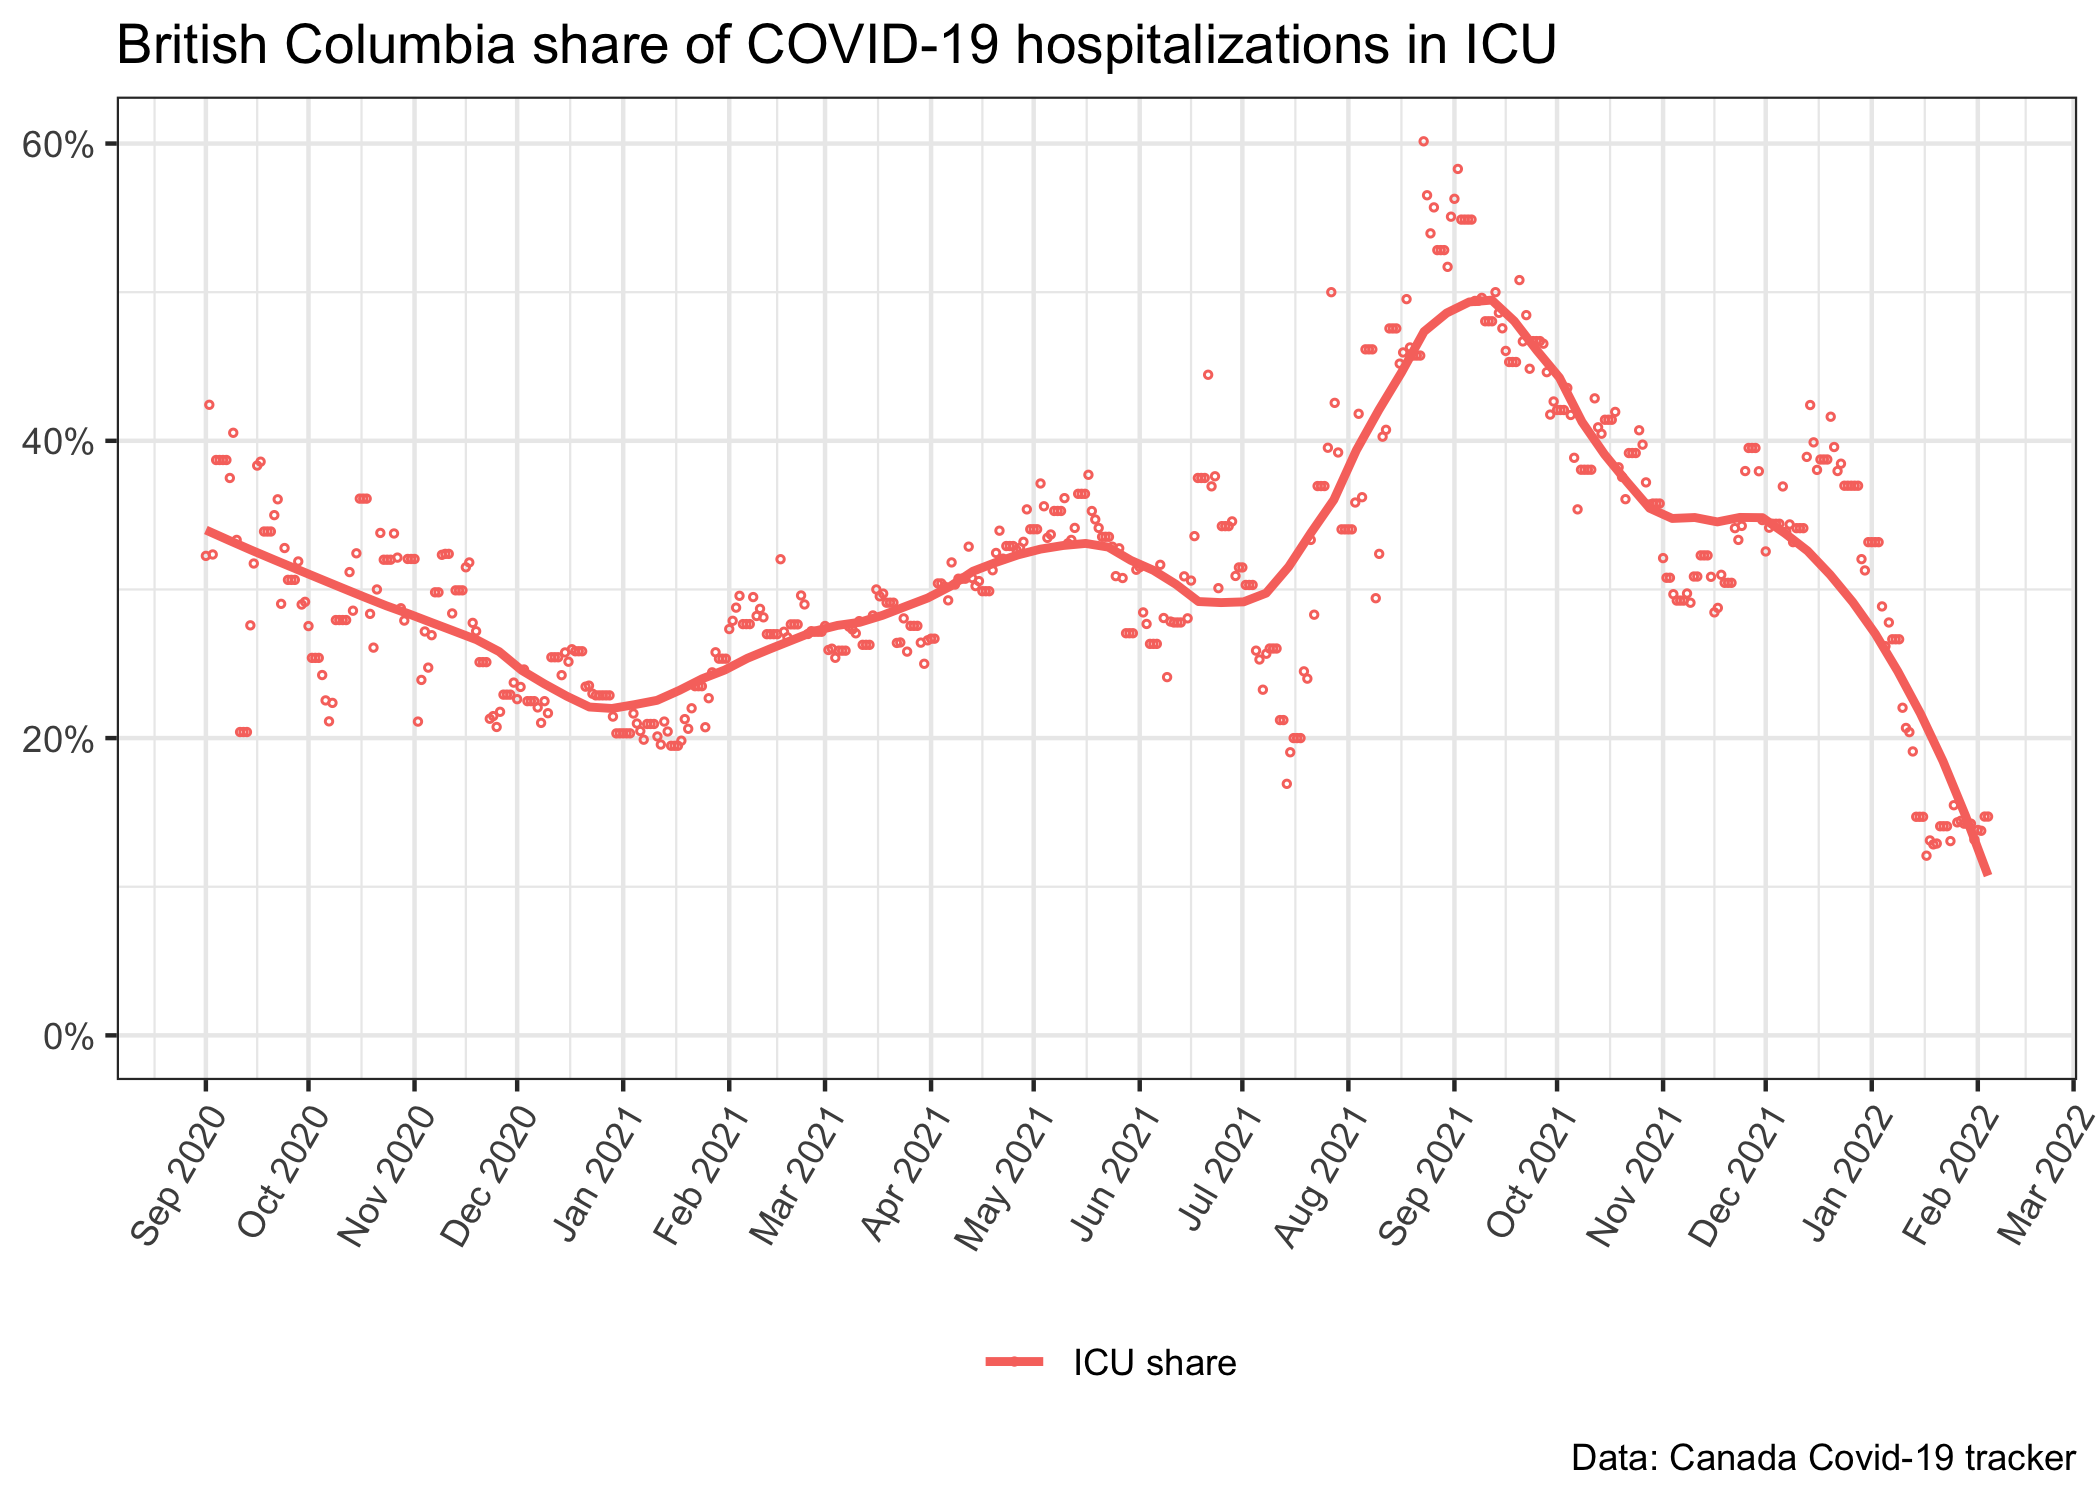 British Columbia share of COVID-19 hospitalizations in ICU
60%
40%
20%
0%
Sep 2020
Oct 2020
Nov 2020
Dec 2020
Jan 2021
Feb 2021
Mar 2021
Apr 2021
May 2021
Jun 2021
Jul 2021
Aug 2021
Sep 2021
Oct 2021
Nov 2021
Dec 2021
Jan 2022
Feb 2022
Mar 2022
ICU share
Data: Canada Covid-19 tracker